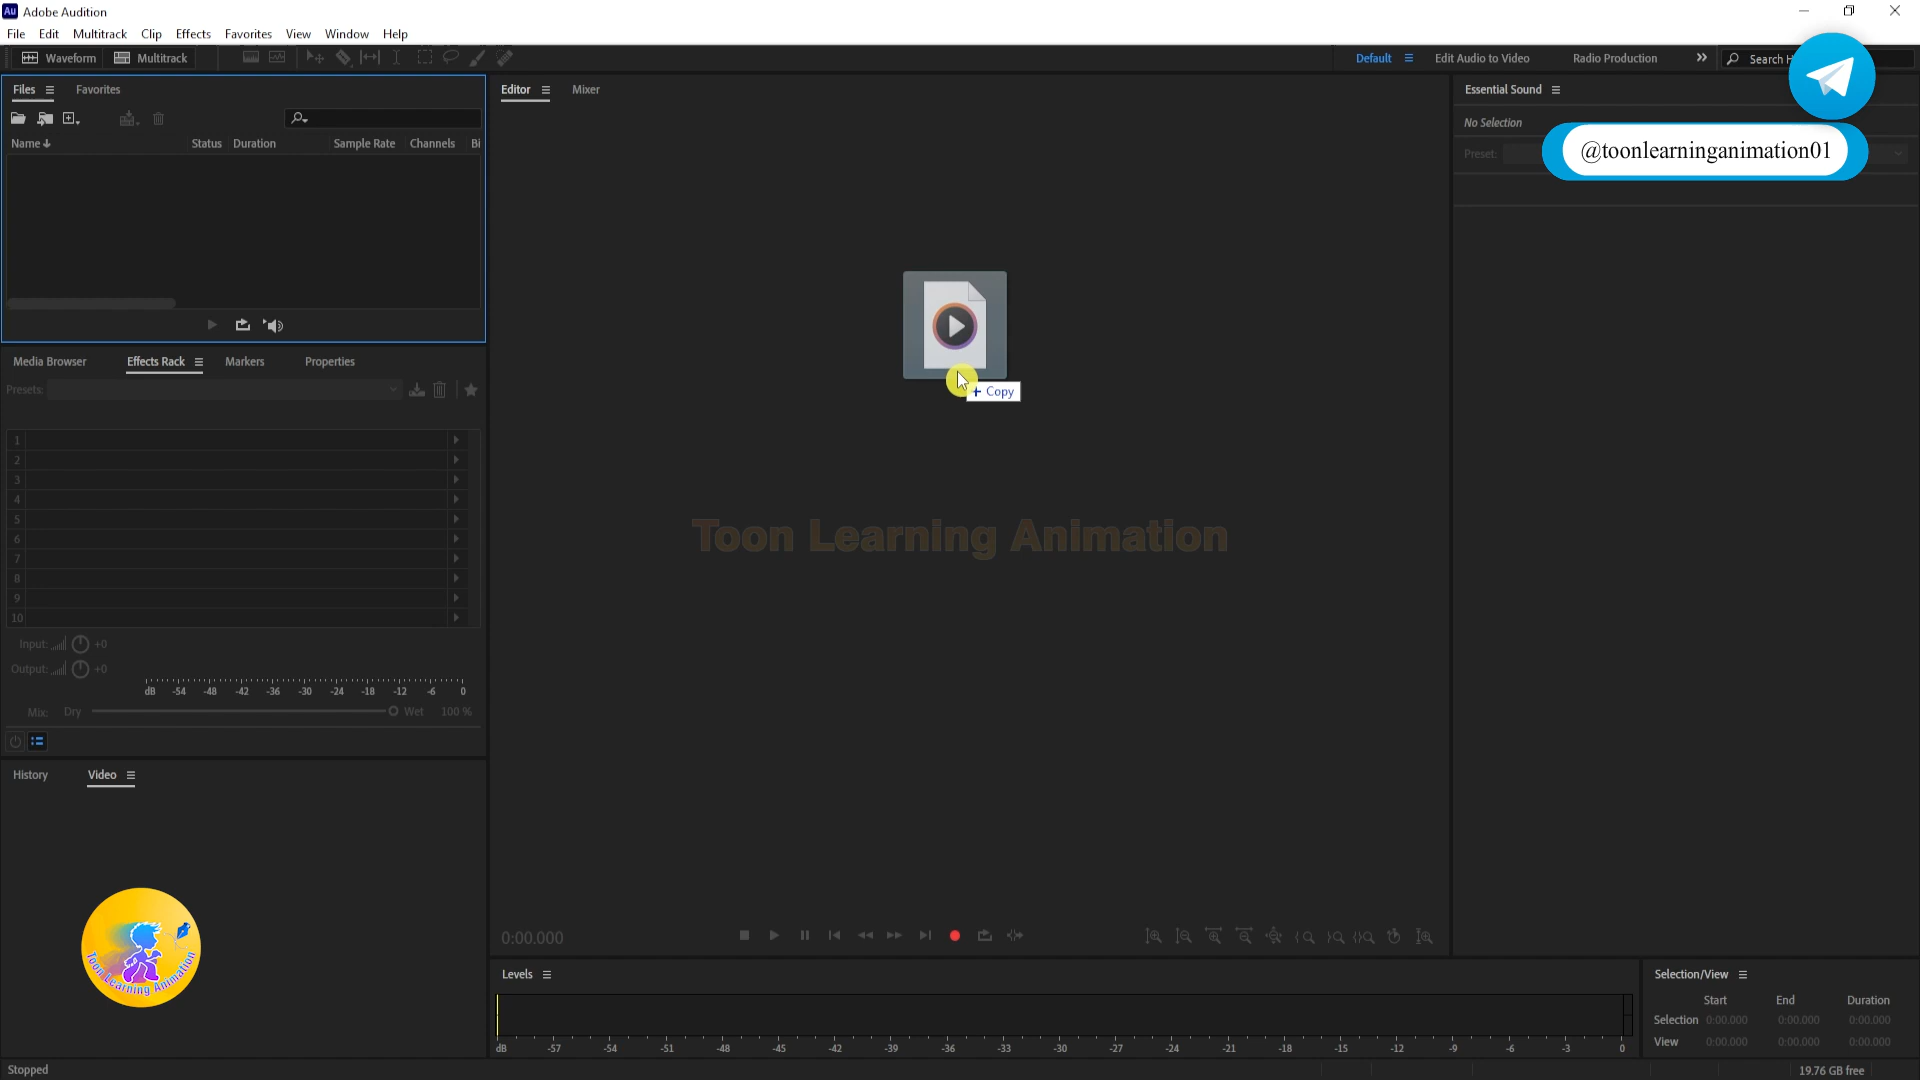 Au Adobe Audition
File Edit Multitrack Clip Effects Favorites View Window Help
Waveform Multitrack Default Edit Audio to Video Radio Production Search
@toonlearninganimation01
Files Favorites
Name Status Duration Sample Rate Channels Bi
Editor Mixer
+ Copy
Essential Sound
No Selection
Preset:
Media Browser Effects Rack Markers Properties
Presets:
1
2
3
4
5
6
7
8
9
10
Input: +0
Output: +0
dB -54 -48 -42 -36 -30 -24 -18 -12 -6 0
Mix: Dry Wet 100 %
Toon Learning Animation
History Video
Toon Learning Animation
0:00.000
Levels
dB -57 -54 -51 -48 -45 -42 -39 -36 -33 -30 -27 -24 -21 -18 -15 -12 -9 -6 -3 0
Selection/View
Start End Duration
Selection 0:00.000 0:00.000 0:00.000
View 0:00.000 0:00.000 0:00.000
Stopped
19.76 GB free